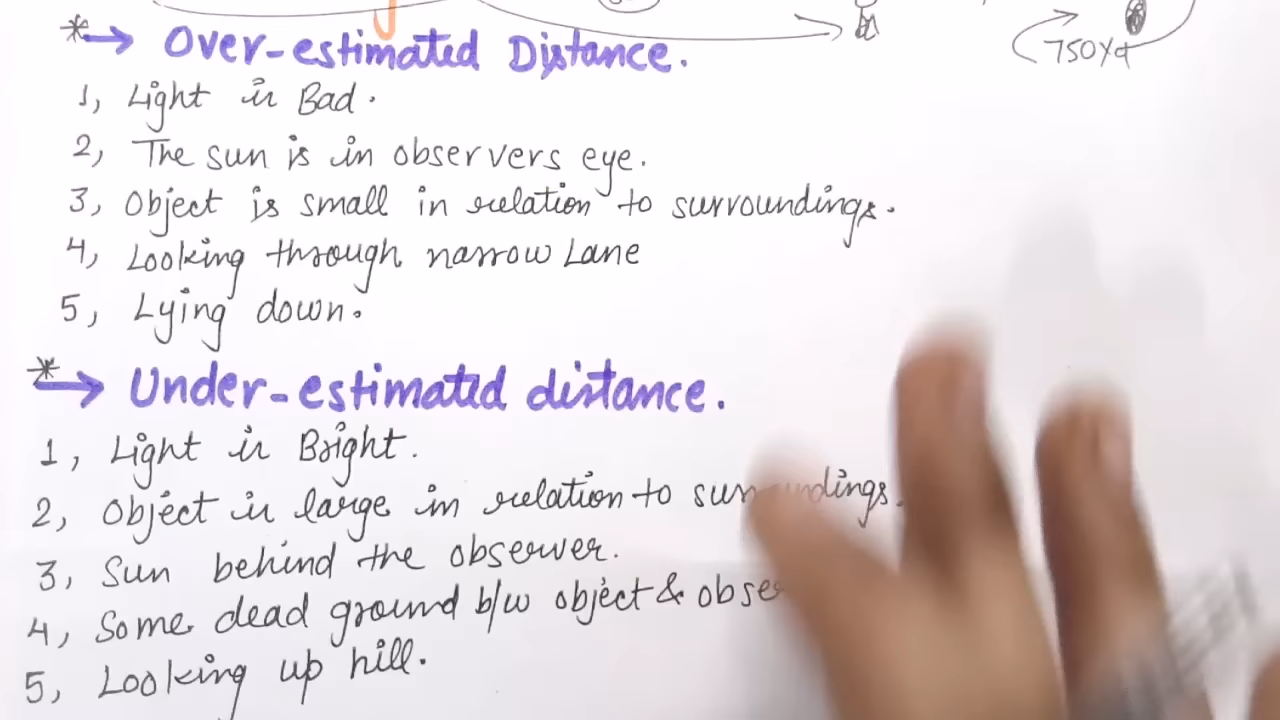 750yd
*→ Over-estimated Distance.
1, Light is Bad.
2, The sun is in observers eye.
3, Object is small in relation to surroundings.
4, Looking through narrow Lane
5, Lying down.
*→ Under-estimated distance.
1, Light is Bright.
2, Object is large in relation to surroundings.
3, Sun behind the observer.
4, Some dead ground b/w object &
5, Looking up hill.